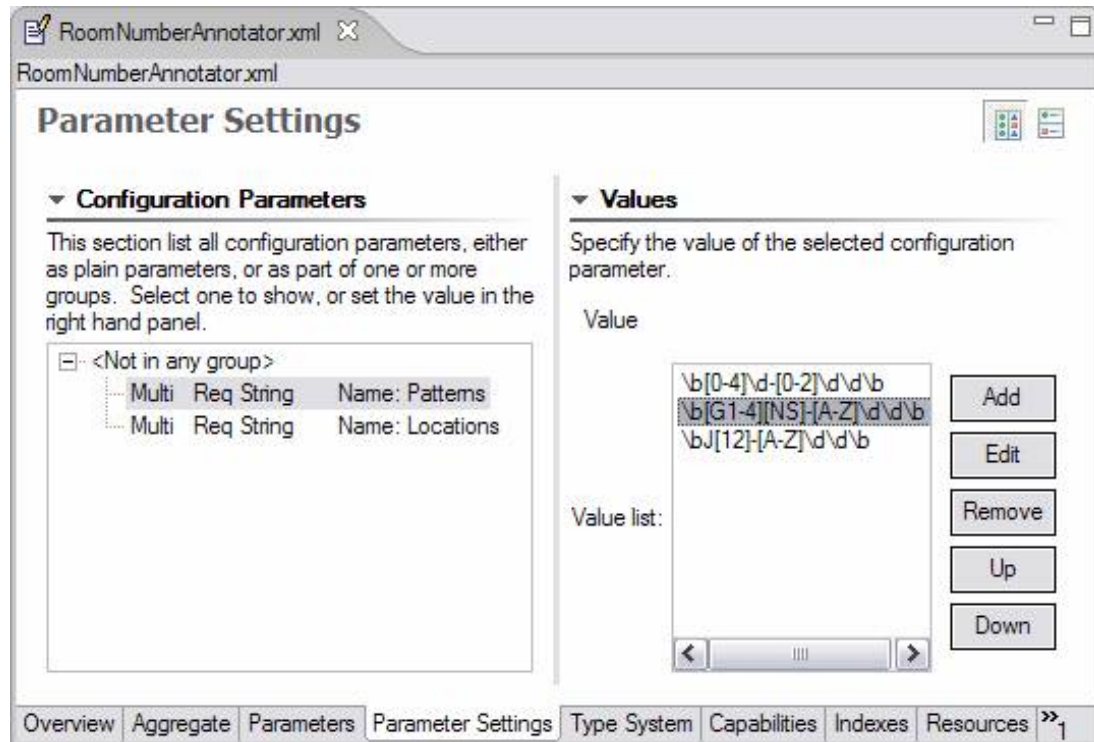 RoomNumberAnnotator.xml
RoomNumberAnnotator.xml
Parameter Settings
Configuration Parameters
This section list all configuration parameters, either
as plain parameters, or as part of one or more
groups. Select one to show, or set the value in the
right hand panel.
<Not in any group>
Multi Req String Name: Patterns
Multi Req String Name: Locations
Values
Specify the value of the selected configuration
parameter.
Value
Value list:
\b[0-4]\d-[0-2]\d\d\b
\b[G1-4][NS]-[A-Z]\d\d\b
\bJ[12]-[A-Z]\d\d\b
Add
Edit
Remove
Up
Down
Overview Aggregate Parameters Parameter Settings Type System Capabilities Indexes Resources »1